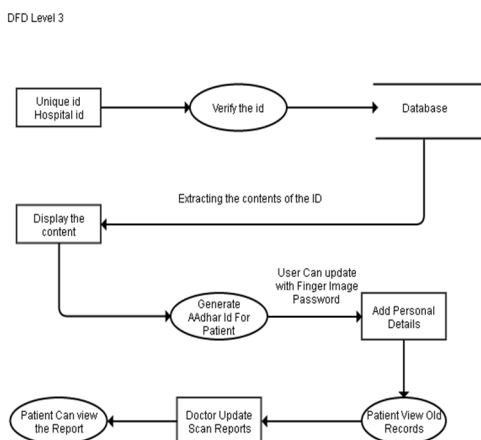 DFD Level 3
Unique id
Hospital id
Verify the id
Database
Extracting the contents of the ID
Display the
content
User Can update
with Finger Image
Password
Generate
AAdhar Id For
Patient
Add Personal
Details
Patient Can view
the Report
Doctor Update
Scan Reports
Patient View Old
Records